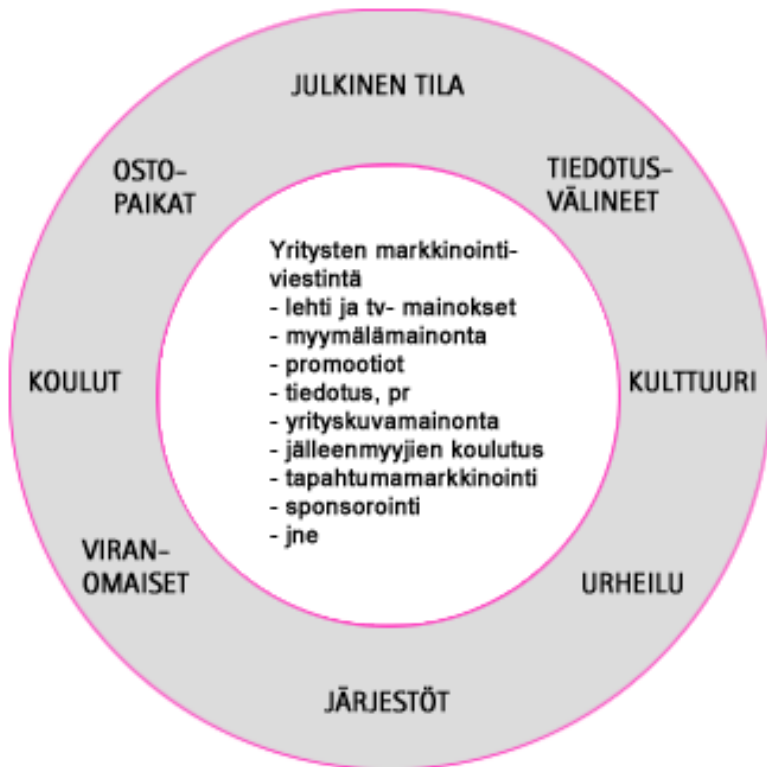 JULKINEN TILA
OSTO-
PAIKAT
TIEDOTUS-
VÄLINEET
Yritysten markkinointi-
viestintä
- lehti ja tv- mainokset
- myymälämainonta
- promootiot
- tiedotus, pr
- yrityskuvamainonta
- jälleenmyyjien koulutus
- tapahtumamarkkinointi
- sponsorointi
- jne
KOULUT
KULTTUURI
VIRAN-
OMAISET
URHEILU
JÄRJESTÖT